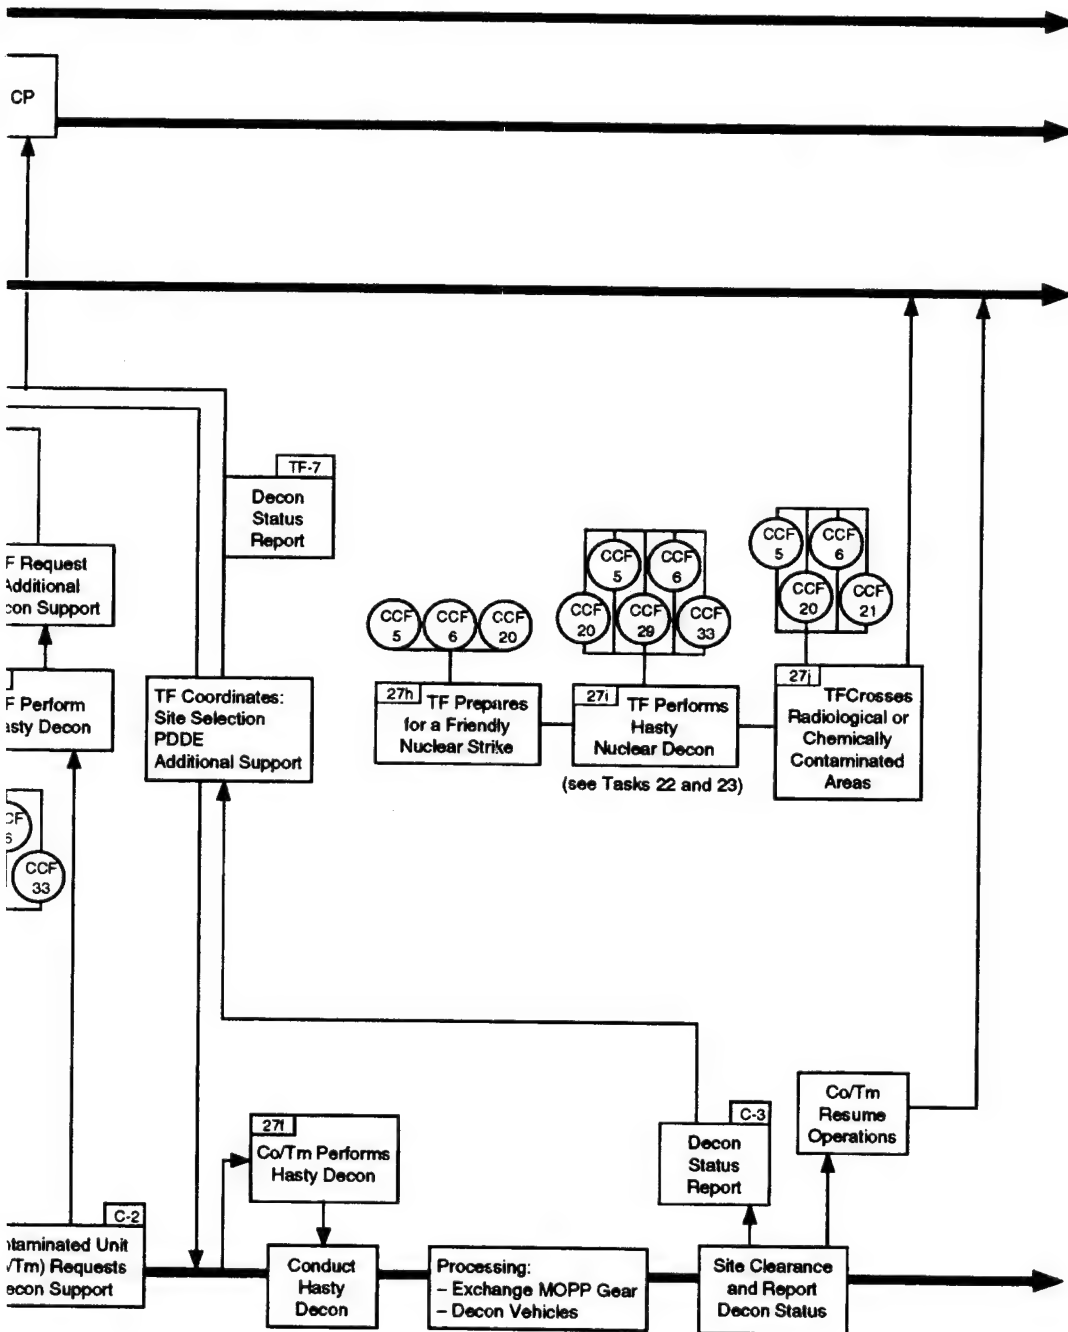 CP
TF-7
Decon
Status
Report
F Request
Additional
con Support
F Perform
asty Decon
TF Coordinates:
Site Selection
PDDE
Additional Support
CCF
5
CCF
6
CCF
20
27h
TF Prepares
for a Friendly
Nuclear Strike
CCF
5
CCF
6
CCF
20
CCF
29
CCF
33
27i
TF Performs
Hasty
Nuclear Decon
(see Tasks 22 and 23)
CCF
5
CCF
6
CCF
20
CCF
21
27j
TFCrosses
Radiological or
Chemically
Contaminated
Areas
CF
6
CCF
33
27f
Co/Tm Performs
Hasty Decon
C-3
Decon
Status
Report
Co/Tm
Resume
Operations
C-2
ntaminated Unit
/Tm) Requests
Decon Support
Conduct
Hasty
Decon
Processing:
– Exchange MOPP Gear
– Decon Vehicles
Site Clearance
and Report
Decon Status